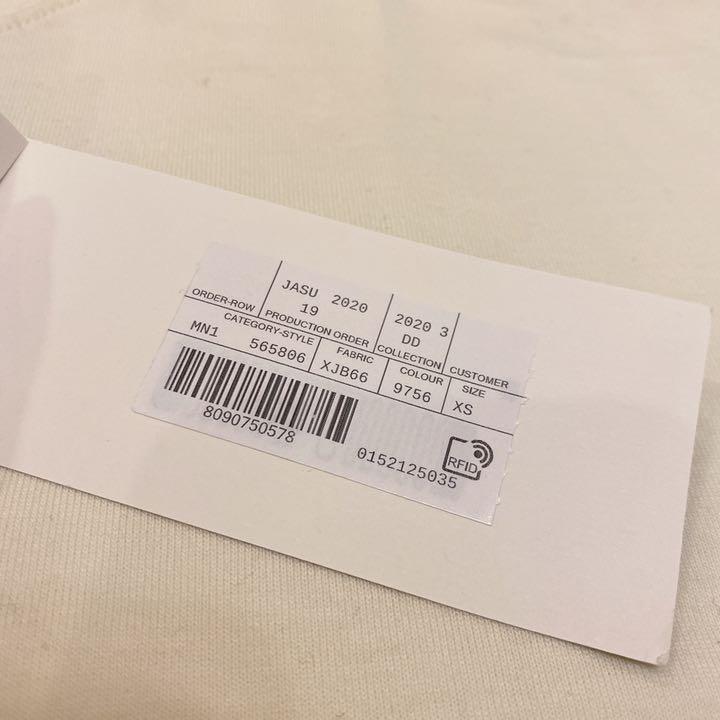 JASU 2020
19
2020 3
DD
ORDER-ROW PRODUCTION ORDER COLLECTION CUSTOMER
CATEGORY-STYLE FABRIC COLOUR SIZE
MN1 565806 XJB66 9756 XS
8090750578
0152125035
RFID